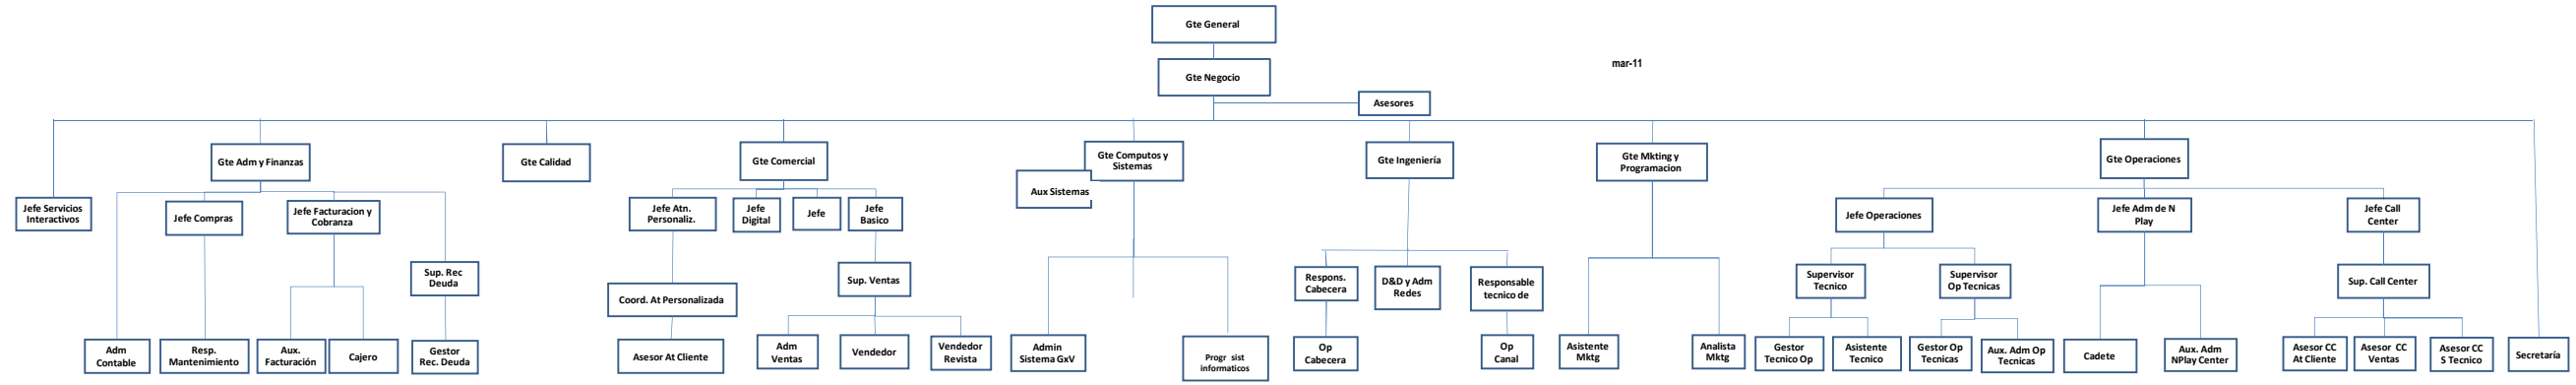 Gte General
Gte Negocio
mar-11
Asesores
Gte Adm y Finanzas
Gte Calidad
Gte Comercial
Gte Computos y
Sistemas
Gte Ingeniería
Gte Mkting y
Programacion
Gte Operaciones
Aux Sistemas
Jefe Servicios
Interactivos
Jefe Compras
Jefe Facturacion y
Cobranza
Jefe Atn.
Personaliz.
Jefe
Digital
Jefe
Jefe
Basico
Jefe Operaciones
Jefe Adm de N
Play
Jefe Call
Center
Sup. Rec
Deuda
Coord. At Personalizada
Sup. Ventas
Respons.
Cabecera
D&D y Adm
Redes
Responsable
tecnico de
Supervisor
Tecnico
Supervisor
Op Tecnicas
Sup. Call Center
Adm
Contable
Resp.
Mantenimiento
Aux.
Facturación
Cajero
Gestor
Rec. Deuda
Asesor At Cliente
Adm
Ventas
Vendedor
Vendedor
Revista
Admin
Sistema GxV
Progr sist
informaticos
Op
Cabecera
Op
Canal
Asistente
Mktg
Analista
Mktg
Gestor
Tecnico Op
Asistente
Tecnico
Gestor Op
Tecnicas
Aux. Adm Op
Tecnicas
Cadete
Aux. Adm
NPlay Center
Asesor CC
At Cliente
Asesor CC
Ventas
Asesor CC
S Tecnico
Secretaría